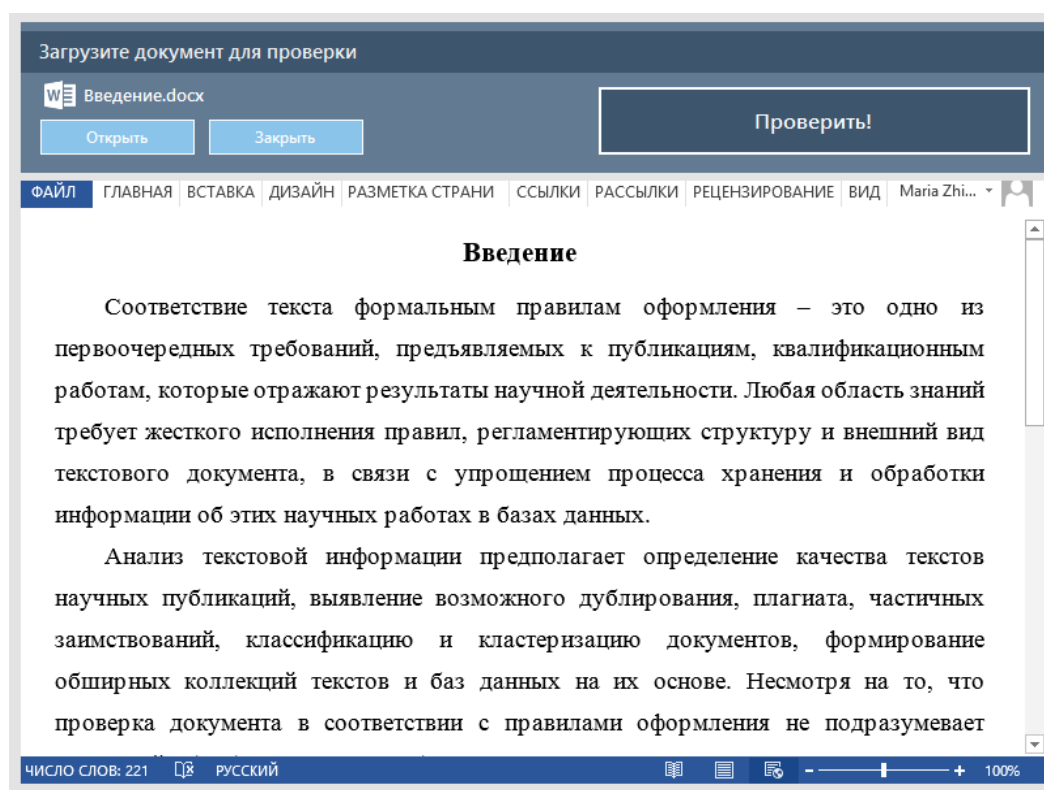 Загрузите документ для проверки
Введение.docx
Проверить!
Открыть Закрыть
ФАЙЛ ГЛАВНАЯ ВСТАВКА ДИЗАЙН РАЗМЕТКА СТРАНИ ССЫЛКИ РАССЫЛКИ РЕЦЕНЗИРОВАНИЕ ВИД Maria Zhi...
Введение
Соответствие текста формальным правилам оформления – это одно из
первоочередных требований, предъявляемых к публикациям, квалификационным
работам, которые отражают результаты научной деятельности. Любая область знаний
требует жесткого исполнения правил, регламентирующих структуру и внешний вид
текстового документа, в связи с упрощением процесса хранения и обработки
информации об этих научных работах в базах данных.
Анализ текстовой информации предполагает определение качества текстов
научных публикаций, выявление возможного дублирования, плагиата, частичных
заимствований, классификацию и кластеризацию документов, формирование
обширных коллекций текстов и баз данных на их основе. Несмотря на то, что
проверка документа в соответствии с правилами оформления не подразумевает
ЧИСЛО СЛОВ: 221 РУССКИЙ 100%